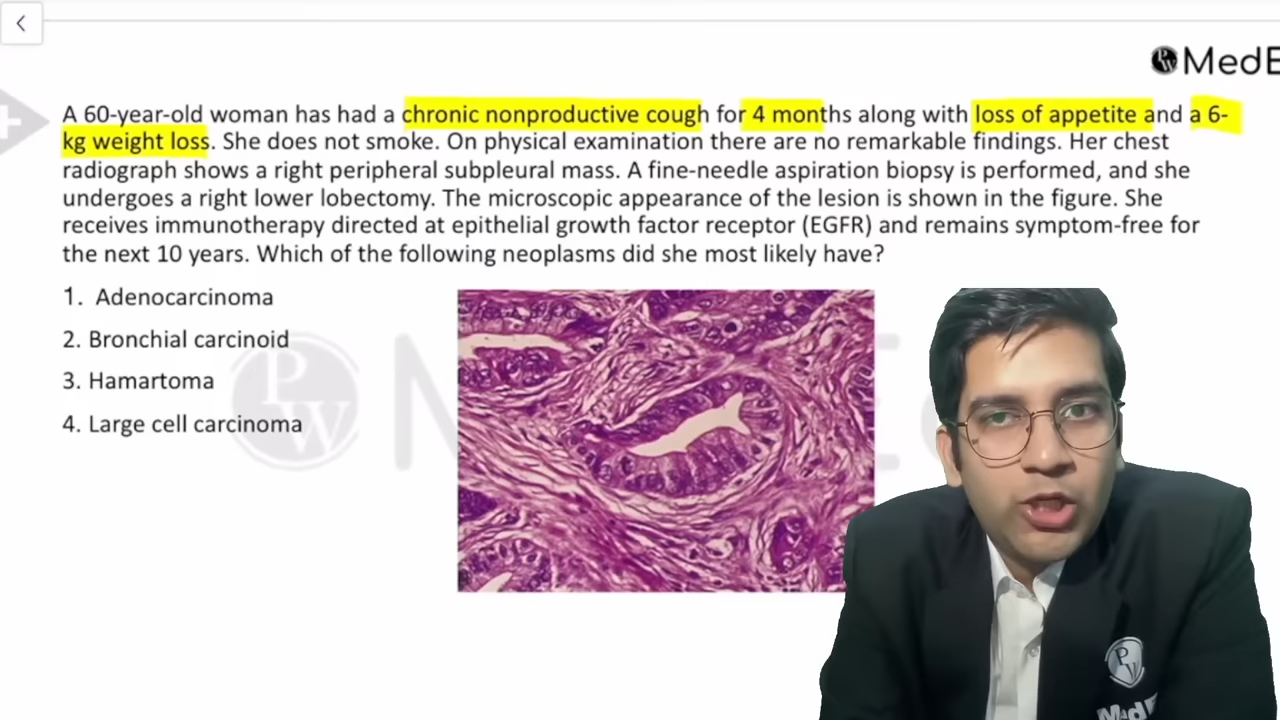 PW MedE
A 60-year-old woman has had a chronic nonproductive cough for 4 months along with loss of appetite and a 6-
kg weight loss. She does not smoke. On physical examination there are no remarkable findings. Her chest
radiograph shows a right peripheral subpleural mass. A fine-needle aspiration biopsy is performed, and she
undergoes a right lower lobectomy. The microscopic appearance of the lesion is shown in the figure. She
receives immunotherapy directed at epithelial growth factor receptor (EGFR) and remains symptom-free for
the next 10 years. Which of the following neoplasms did she most likely have?
1. Adenocarcinoma
2. Bronchial carcinoid
3. Hamartoma
4. Large cell carcinoma
PW
PW
MedE